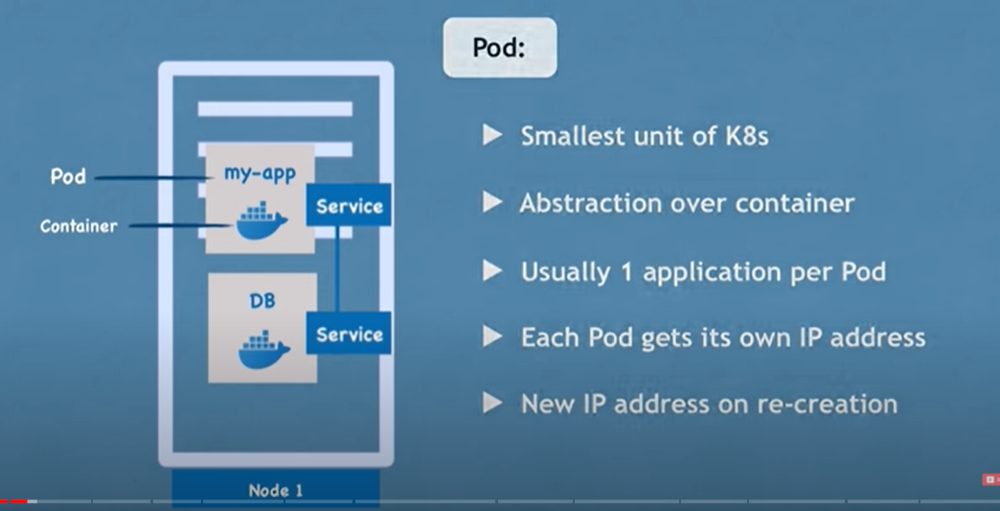 Pod:
Smallest unit of K8s
Abstraction over container
Usually 1 application per Pod
Each Pod gets its own IP address
New IP address on re-creation
Pod
Container
my-app
Service
DB
Service
Node 1